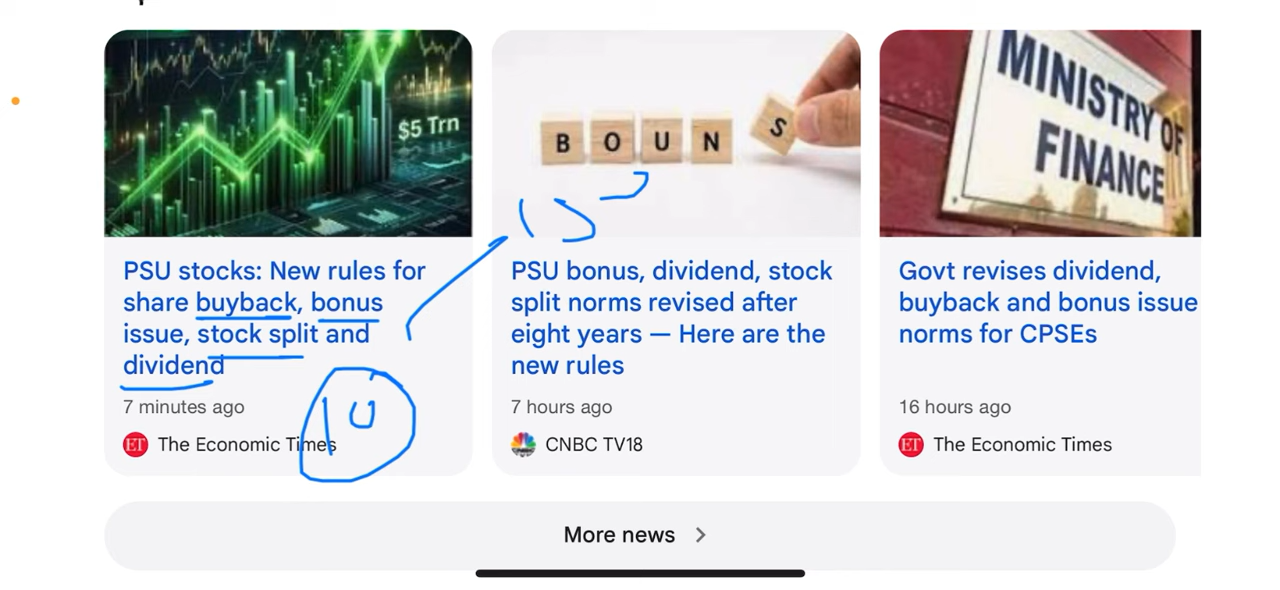 $5 Trn
B O U N S
MINISTRY OF
FINANCE
PSU stocks: New rules for
share buyback, bonus
issue, stock split and
dividend
7 minutes ago
ET The Economic Times
10
15
PSU bonus, dividend, stock
split norms revised after
eight years — Here are the
new rules
7 hours ago
CNBC TV18
Govt revises dividend,
buyback and bonus issue
norms for CPSEs
16 hours ago
ET The Economic Times
More news >